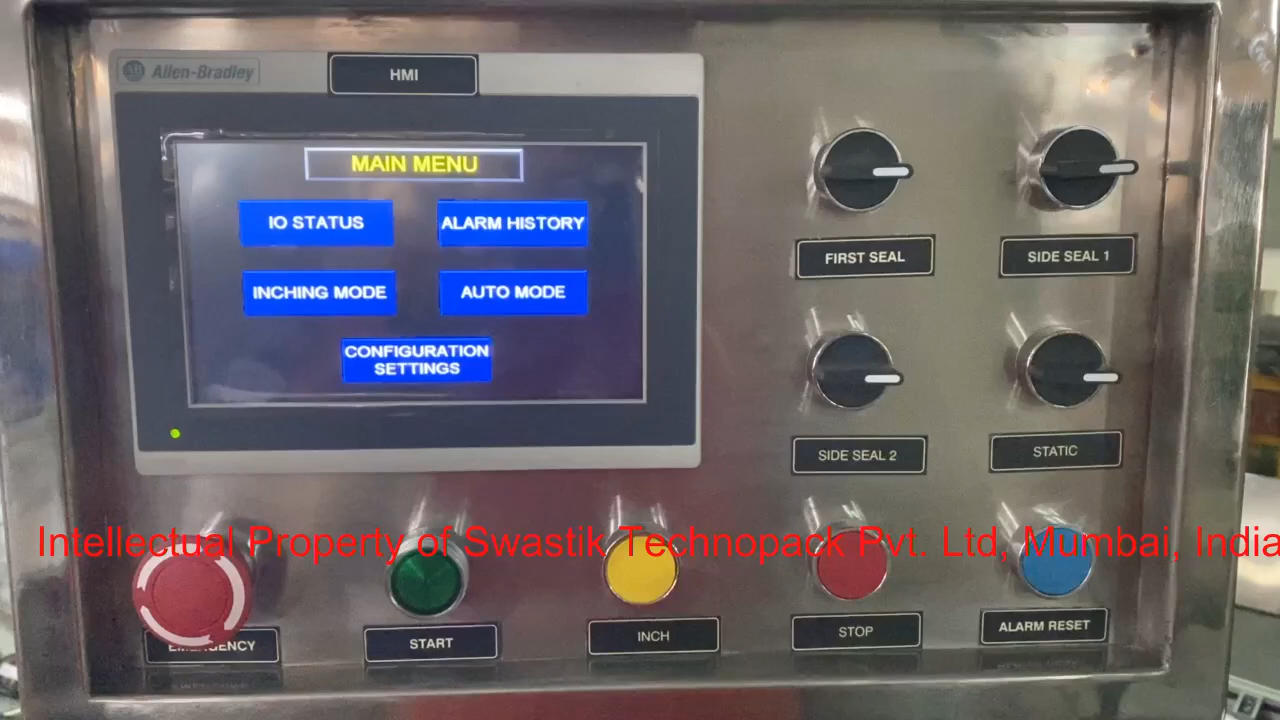 Allen-Bradley
HMI
MAIN MENU
IO STATUS
ALARM HISTORY
INCHING MODE
AUTO MODE
CONFIGURATION
SETTINGS
FIRST SEAL
SIDE SEAL 1
SIDE SEAL 2
STATIC
Intellectual Property of Swastik Technopack Pvt. Ltd, Mumbai, India
EMERGENCY
START
INCH
STOP
ALARM RESET